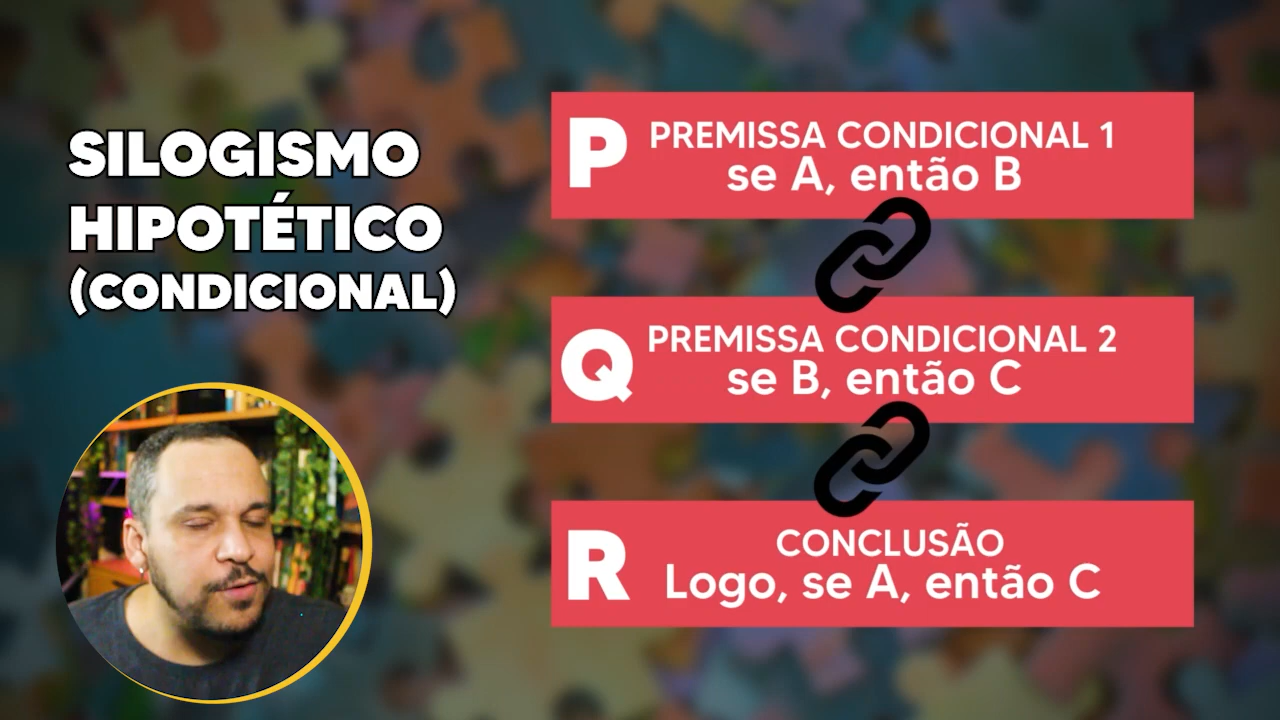 SILOGISMO
HIPOTÉTICO
(CONDICIONAL)
P
PREMISSA CONDICIONAL 1
se A, então B
Q
PREMISSA CONDICIONAL 2
se B, então C
R
CONCLUSÃO
Logo, se A, então C